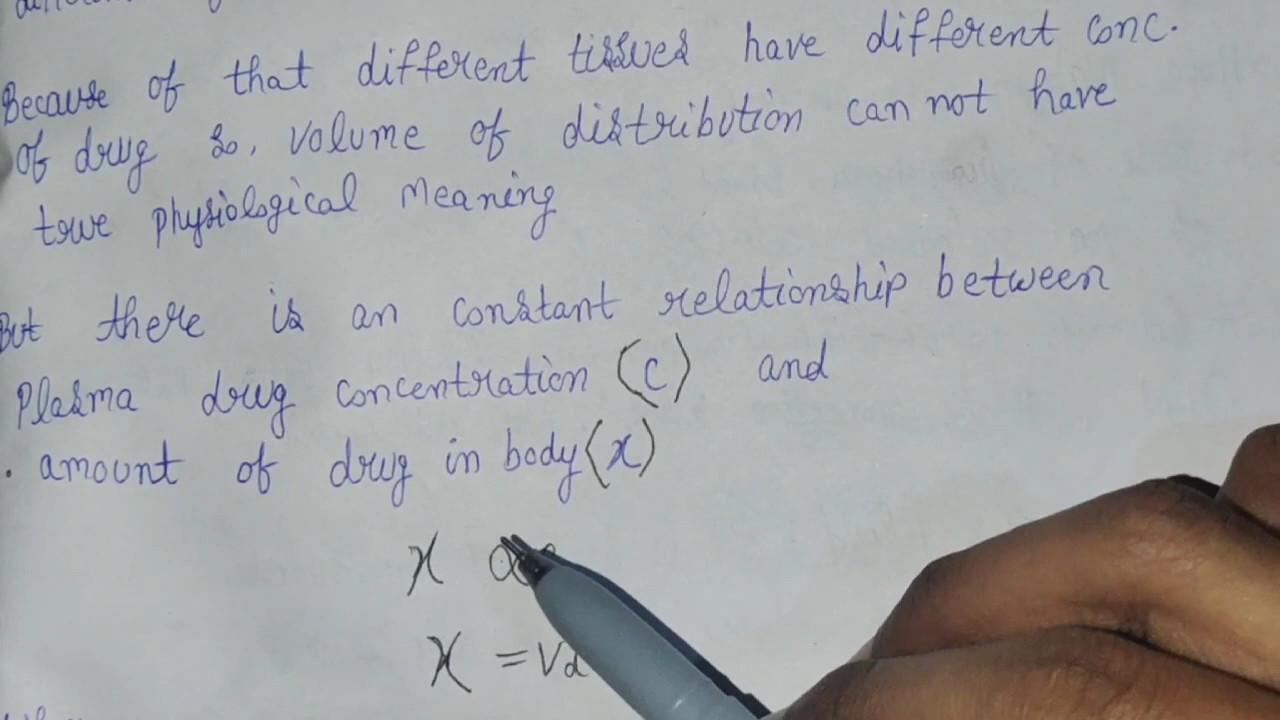 Because of that different tissues have different conc.
of drug so, volume of distribution can not have
true physiological meaning
But there is an constant relationship between
Plasma drug concentration (c) and
. amount of drug in body (x)
x α
X = Vd